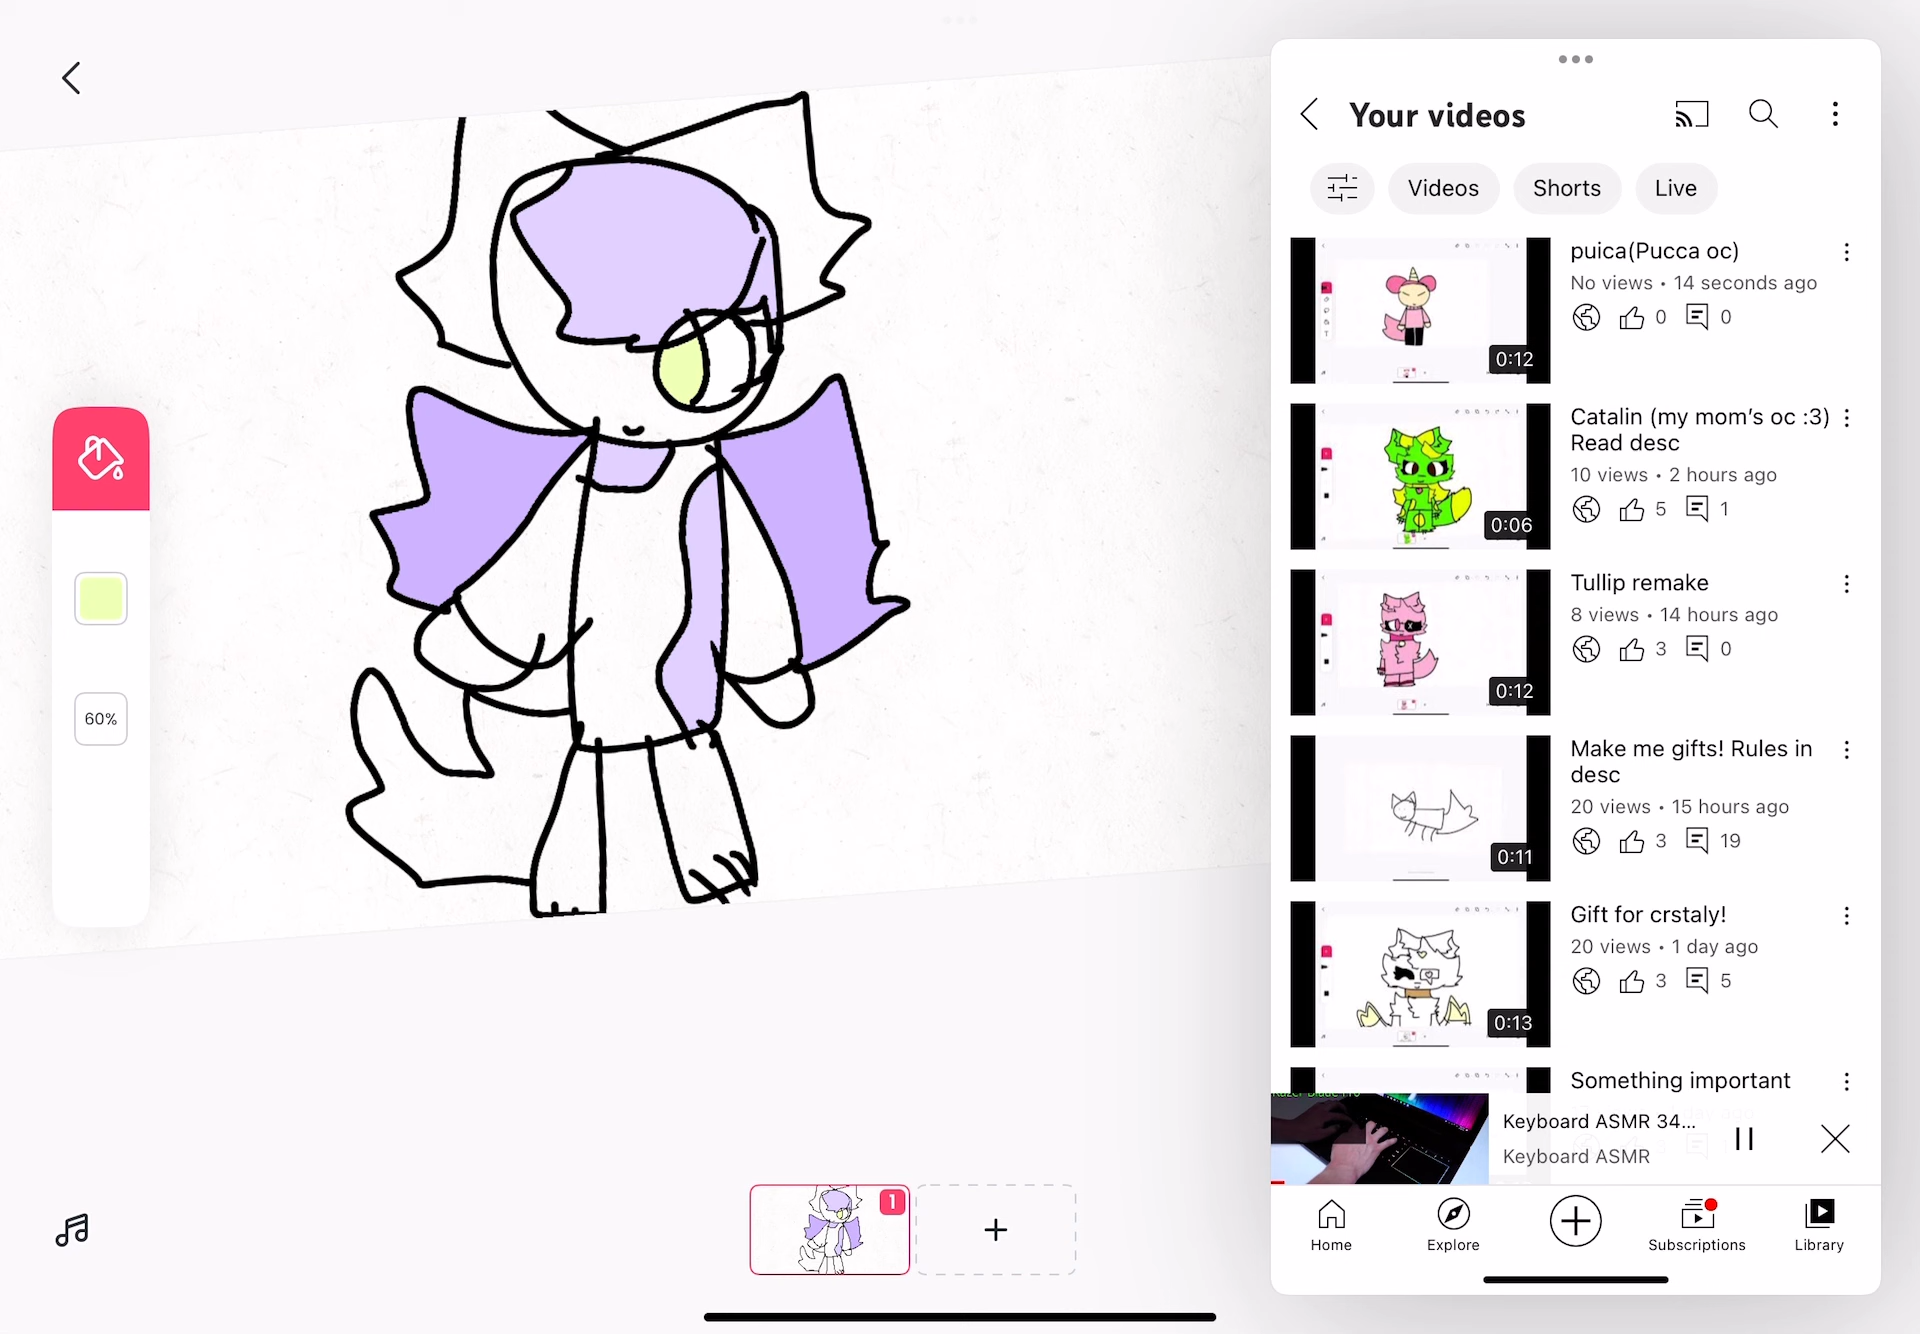 60%
1
Your videos
Videos
Shorts
Live
puica(Pucca oc)
No views • 14 seconds ago
0 0
0:12
Catalin (my mom's oc :3)
Read desc
10 views • 2 hours ago
5 1
0:06
Tullip remake
8 views • 14 hours ago
3 0
0:12
Make me gifts! Rules in
desc
20 views • 15 hours ago
3 19
0:11
Gift for crstaly!
20 views • 1 day ago
3 5
0:13
Something important
Keyboard ASMR 34...
Keyboard ASMR
Home
Explore
Subscriptions
Library